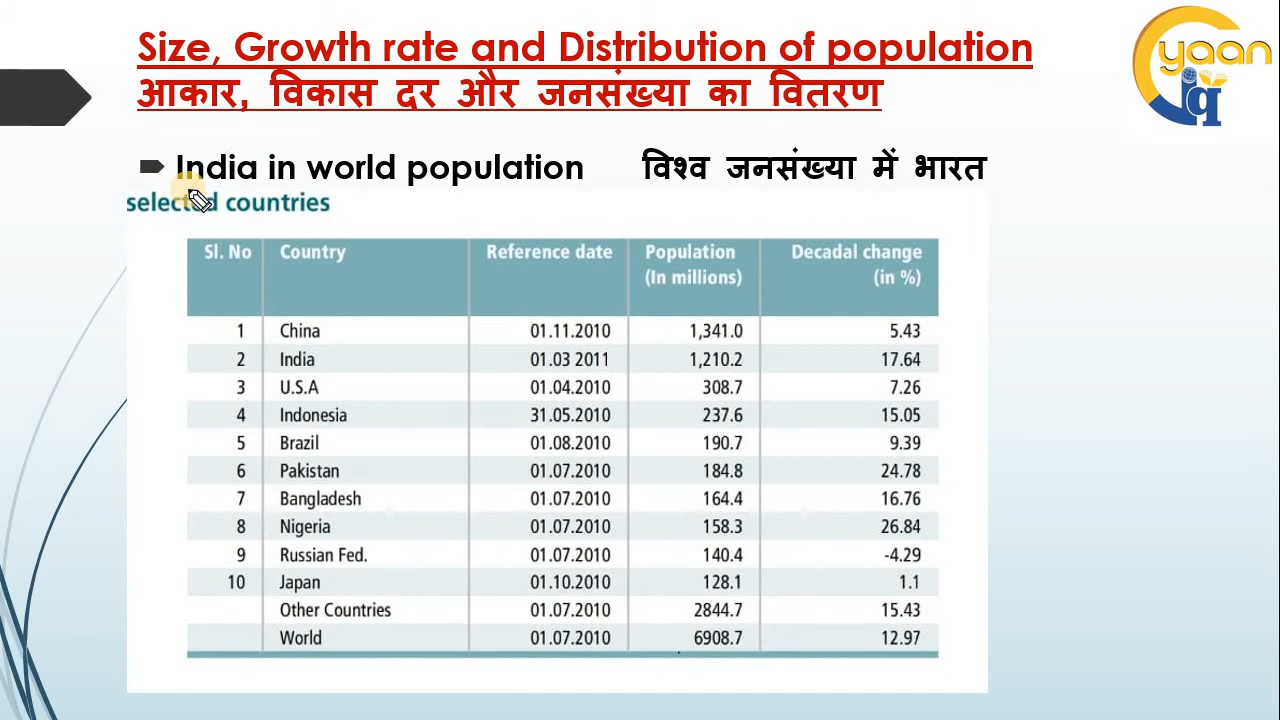 Size, Growth rate and Distribution of population
आकार, विकास दर और जनसंख्या का वितरण
yaan
q
India in world population विश्व जनसंख्या में भारत
selected countries
Sl. No Country Reference date Population (In millions) Decadal change (in %)
1 China 01.11.2010 1,341.0 5.43
2 India 01.03 2011 1,210.2 17.64
3 U.S.A 01.04.2010 308.7 7.26
4 Indonesia 31.05.2010 237.6 15.05
5 Brazil 01.08.2010 190.7 9.39
6 Pakistan 01.07.2010 184.8 24.78
7 Bangladesh 01.07.2010 164.4 16.76
8 Nigeria 01.07.2010 158.3 26.84
9 Russian Fed. 01.07.2010 140.4 -4.29
10 Japan 01.10.2010 128.1 1.1
Other Countries 01.07.2010 2844.7 15.43
World 01.07.2010 6908.7 12.97